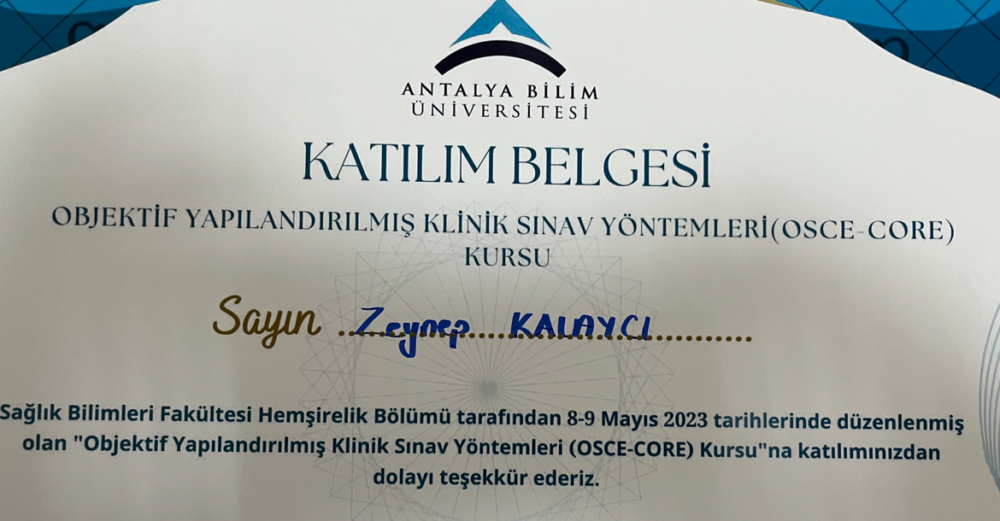 ANTALYA BİLİM
ÜNİVERSİTESİ
KATILIM BELGESİ
OBJEKTİF YAPILANDIRILMIŞ KLİNİK SINAV YÖNTEMLERİ(OSCE-CORE)
KURSU
Sayın ..Zeynep....KALAYCI..............
Sağlık Bilimleri Fakültesi Hemşirelik Bölümü tarafından 8-9 Mayıs 2023 tarihlerinde düzenlenmiş
olan "Objektif Yapılandırılmış Klinik Sınav Yöntemleri (OSCE-CORE) Kursu"na katılımınızdan
dolayı teşekkür ederiz.